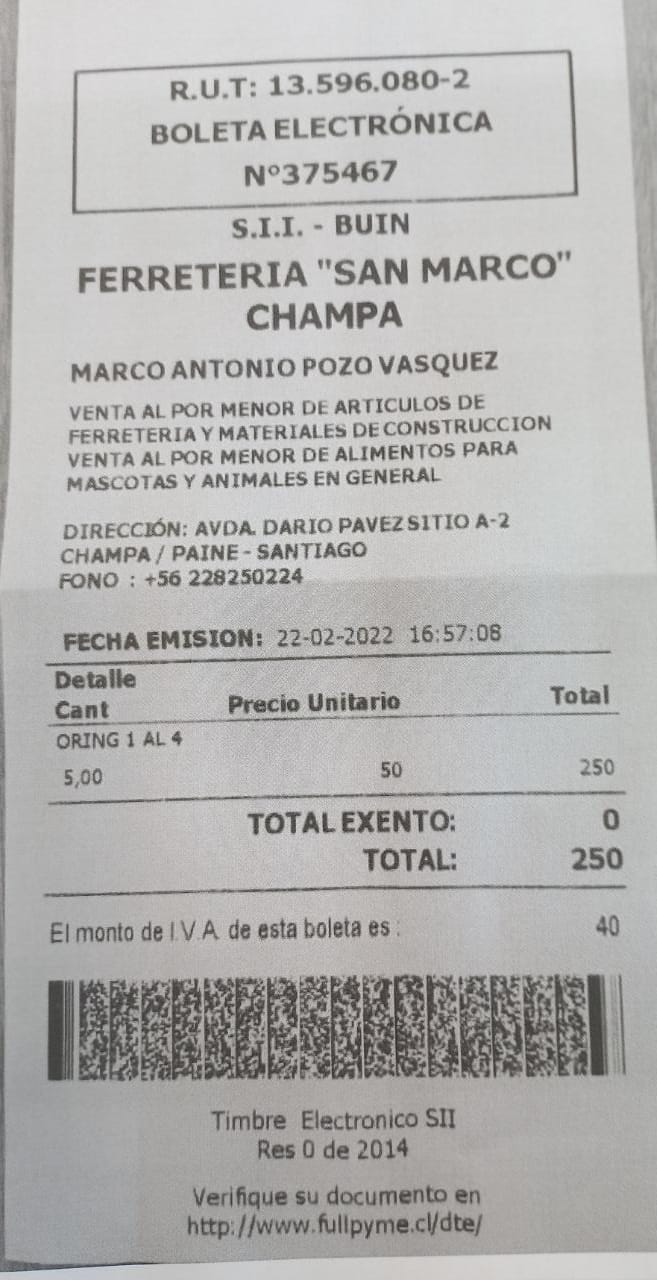 R.U.T: 13.596.080-2
BOLETA ELECTRÓNICA
Nº375467
S.I.I. - BUIN
FERRETERIA "SAN MARCO"
CHAMPA
MARCO ANTONIO POZO VASQUEZ
VENTA AL POR MENOR DE ARTICULOS DE
FERRETERIA Y MATERIALES DE CONSTRUCCION
VENTA AL POR MENOR DE ALIMENTOS PARA
MASCOTAS Y ANIMALES EN GENERAL
DIRECCIÓN: AVDA. DARIO PAVEZ SITIO A-2
CHAMPA / PAINE - SANTIAGO
FONO : +56 228250224
FECHA EMISION: 22-02-2022 16:57:08
Detalle
Cant Precio Unitario Total
ORING 1 AL 4
5,00 50 250
TOTAL EXENTO: 0
TOTAL: 250
El monto de I.V.A. de esta boleta es : 40
Timbre Electronico SII
Res 0 de 2014
Verifique su documento en
http://www.fullpyme.cl/dte/